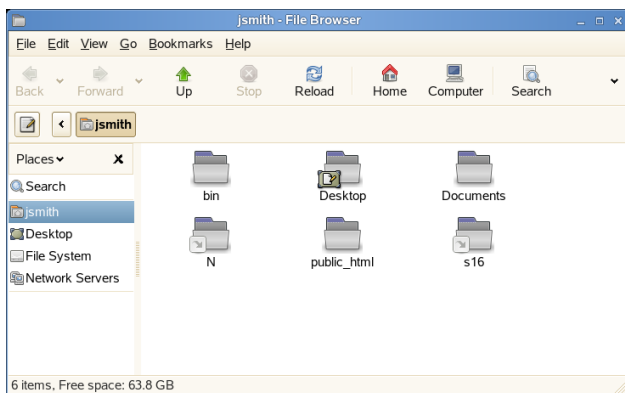 jsmith - File Browser
File Edit View Go Bookmarks Help
Back Forward Up Stop Reload Home Computer Search
jsmith
Places
Search
jsmith
Desktop
File System
Network Servers
bin Desktop Documents
N public_html s16
6 items, Free space: 63.8 GB